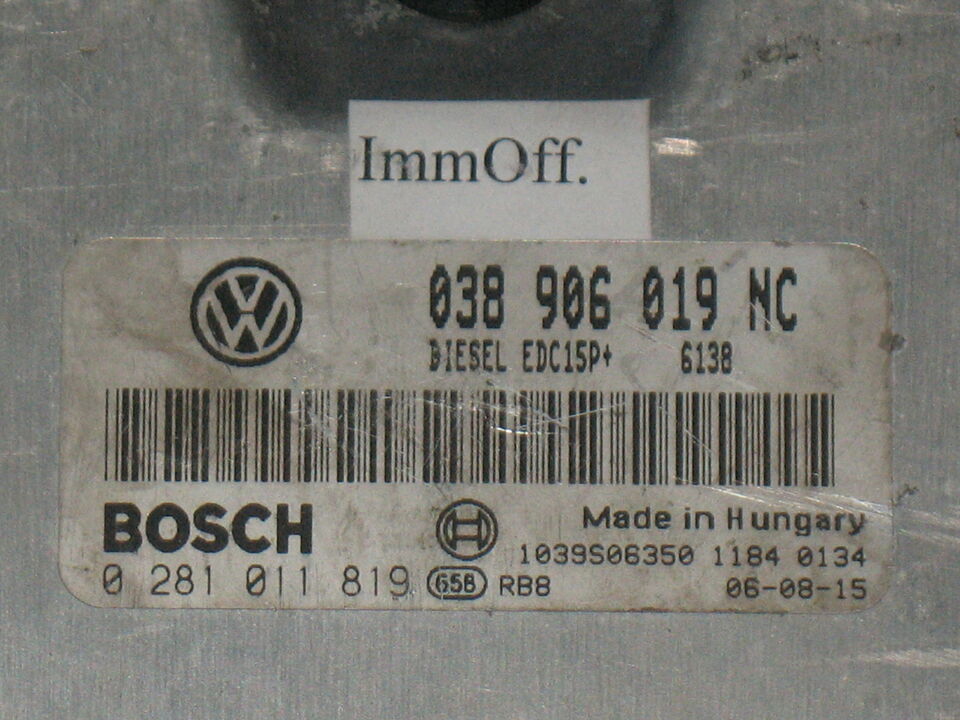 ImmOff.
VW 038 906 019 NC
DIESEL EDC15P+ 6138
BOSCH Made in Hungary
1039S06350 1184 0134
0 281 011 819 658 RB8 06-08-15